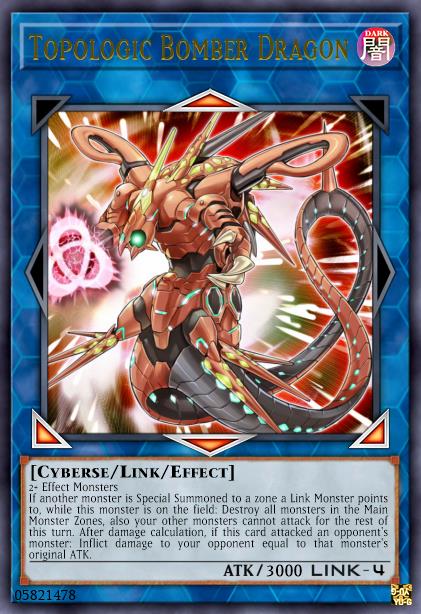 Topologic Bomber Dragon
DARK
闇
[Cyberse/Link/Effect]
2+ Effect Monsters
If another monster is Special Summoned to a zone a Link Monster points
to, while this monster is on the field: Destroy all monsters in the Main
Monster Zones, also your other monsters cannot attack for the rest of
this turn. After damage calculation, if this card attacked an opponent's
monster: Inflict damage to your opponent equal to that monster's
original ATK.
ATK/3000 LINK-4
05821478